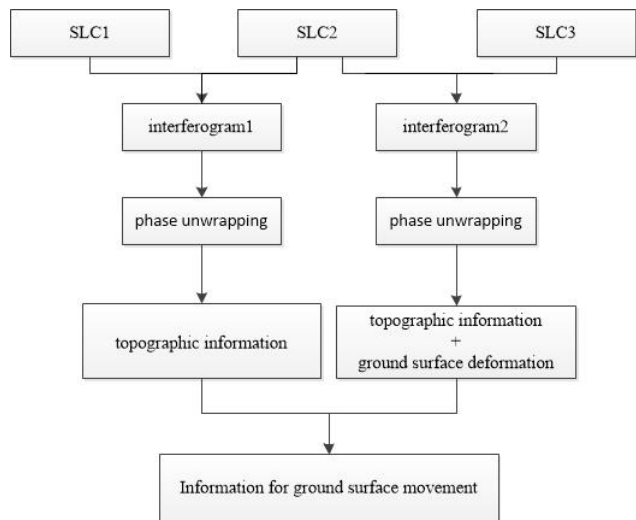 SLC1
SLC2
SLC3
interferogram1
interferogram2
phase unwrapping
phase unwrapping
topographic information
topographic information
+
ground surface deformation
Information for ground surface movement